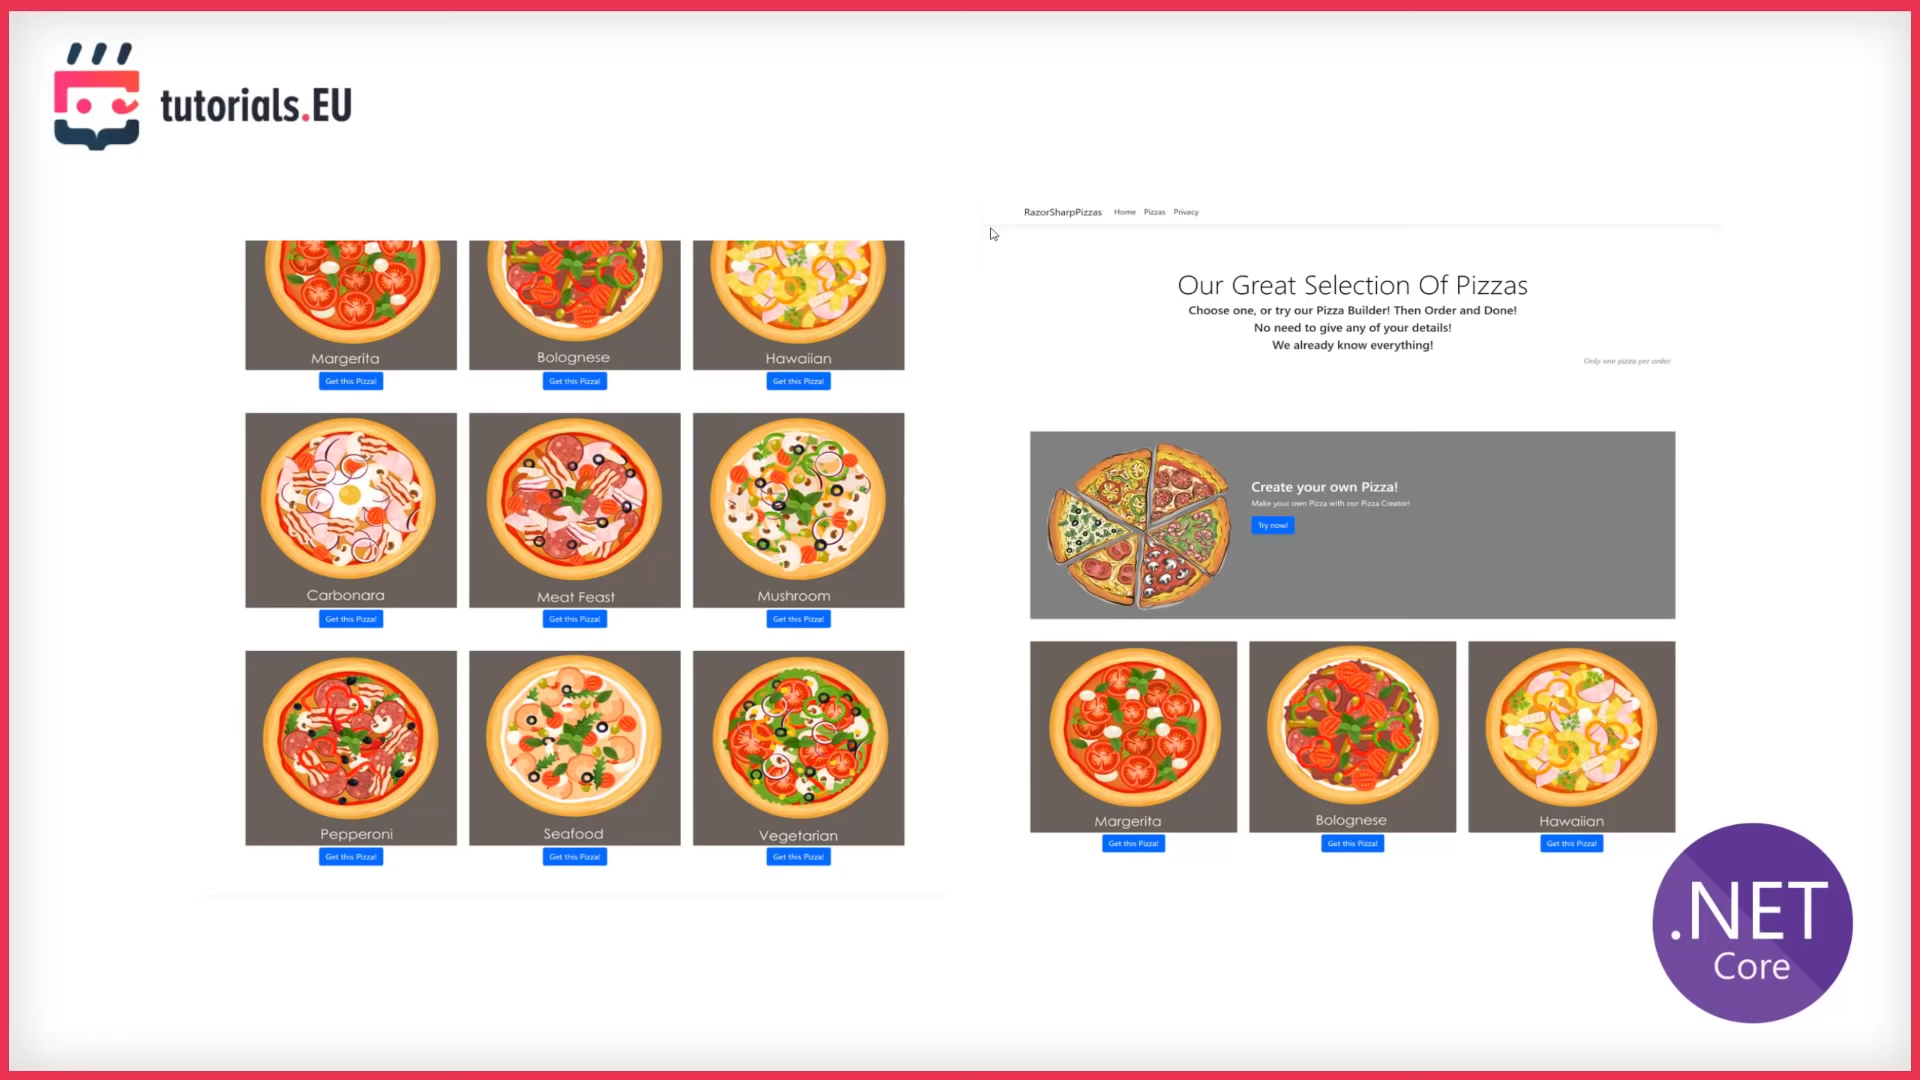 tutorials.EU
Margerita
Bolognese
Hawaiian
Get this Pizza!
Get this Pizza!
Get this Pizza!
Carbonara
Meat Feast
Mushroom
Get this Pizza!
Get this Pizza!
Get this Pizza!
Pepperoni
Seafood
Vegetarian
Get this Pizza!
Get this Pizza!
Get this Pizza!
RazorSharpPizzas Home Pizzas Privacy
Our Great Selection Of Pizzas
Choose one, or try our Pizza Builder! Then Order and Done!
No need to give any of your details!
We already know everything!
Only one pizza per order.
Create your own Pizza!
Make your own Pizza with our Pizza Creator!
Try now!
Margerita
Bolognese
Hawaiian
Get this Pizza!
Get this Pizza!
Get this Pizza!
.NET
Core